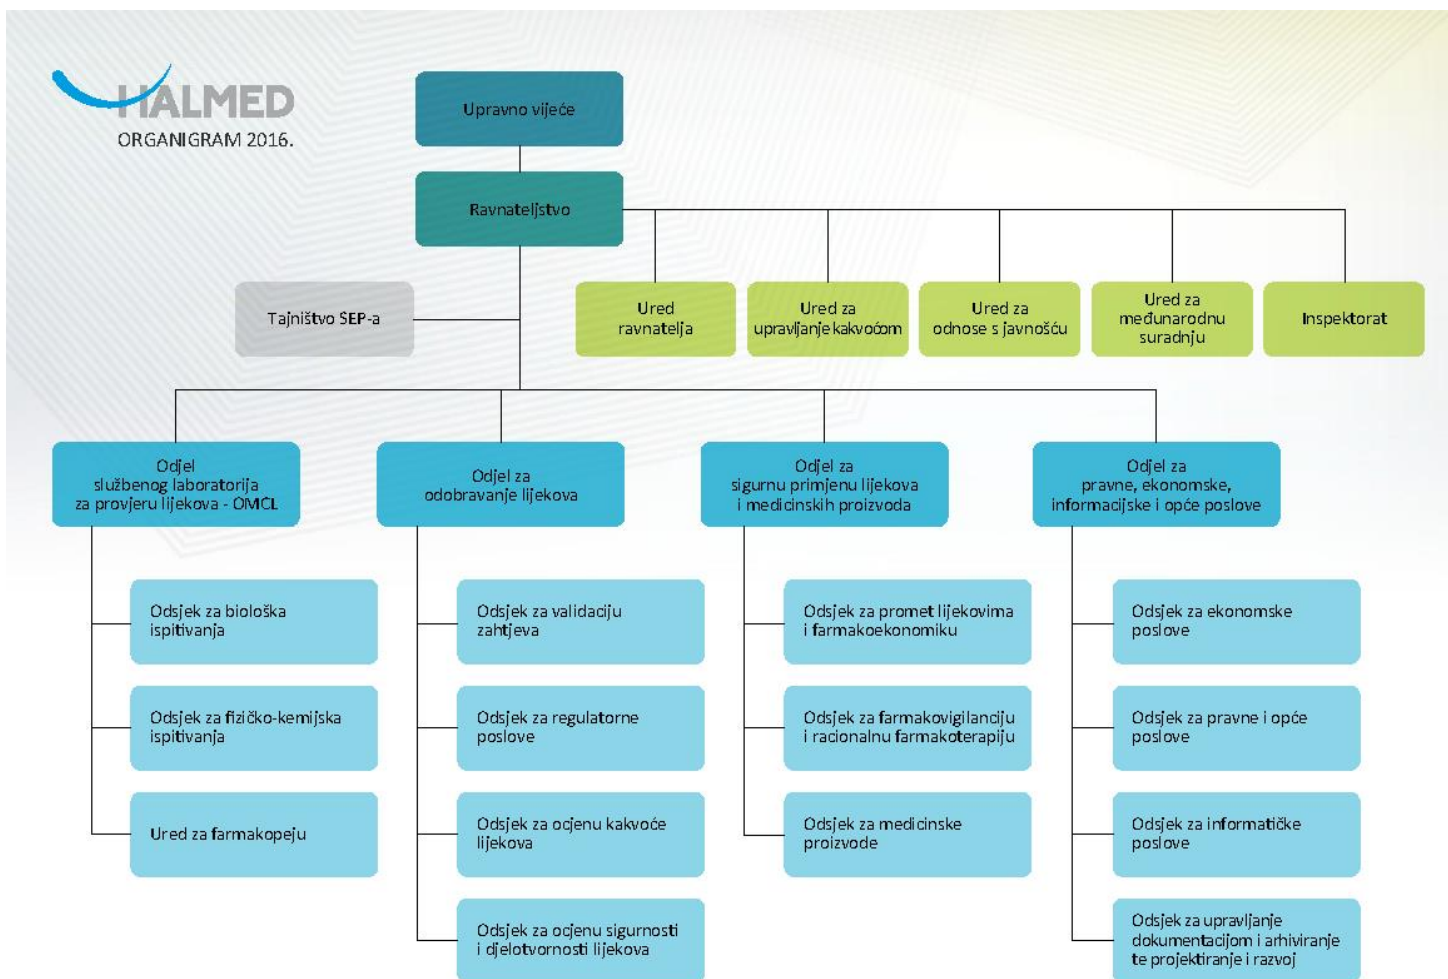 HALMED
ORGANIGRAM 2016.
Upravno vijeće
Ravnateljstvo
Tajništvo SEP-a
Ured
ravnatelja
Ured za
upravljanje kakvoćom
Ured za
odnose s javnošću
Ured za
međunarodnu
suradnju
Inspektorat
Odjel
službenog laboratorija
za provjeru lijekova - OMCL
Odjel za
odobravanje lijekova
Odjel za
sigurnu primjenu lijekova
i medicinskih proizvoda
Odjel za
pravne, ekonomske,
informacijske i opće poslove
Odsjek za biološka
ispitivanja
Odsjek za fizičko-kemijska
ispitivanja
Ured za farmakopeju
Odsjek za validaciju
zahtjeva
Odsjek za regulatorne
poslove
Odsjek za ocjenu kakvoće
lijekova
Odsjek za ocjenu sigurnosti
i djelotvornosti lijekova
Odsjek za promet lijekovima
i farmakoekonomiku
Odsjek za farmakovigilanciju
i racionalnu farmakoterapiju
Odsjek za medicinske
proizvode
Odsjek za ekonomske
poslove
Odsjek za pravne i opće
poslove
Odsjek za informatičke
poslove
Odsjek za upravljanje
dokumentacijom i arhiviranje
te projektiranje i razvoj